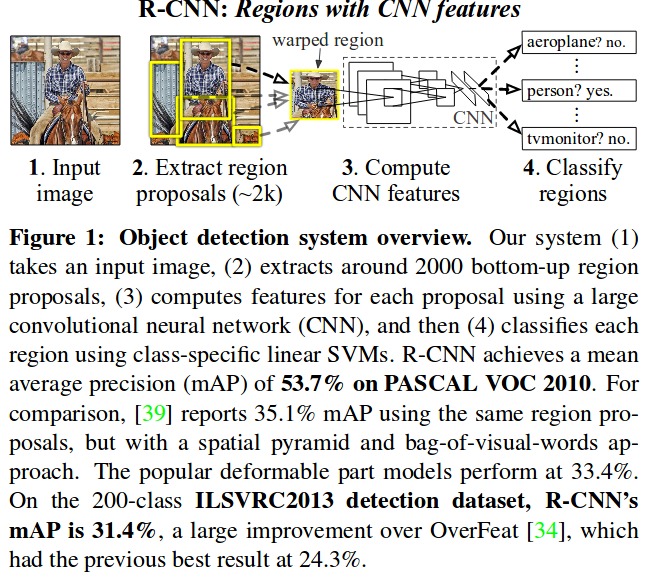 R-CNN: Regions with CNN features
warped region
aeroplane? no.
⋮
person? yes.
⋮
tvmonitor? no.
CNN
1. Input image
2. Extract region proposals (~2k)
3. Compute CNN features
4. Classify regions
Figure 1: Object detection system overview. Our system (1)
takes an input image, (2) extracts around 2000 bottom-up region
proposals, (3) computes features for each proposal using a large
convolutional neural network (CNN), and then (4) classifies each
region using class-specific linear SVMs. R-CNN achieves a mean
average precision (mAP) of 53.7% on PASCAL VOC 2010. For
comparison, [39] reports 35.1% mAP using the same region pro-
posals, but with a spatial pyramid and bag-of-visual-words ap-
proach. The popular deformable part models perform at 33.4%.
On the 200-class ILSVRC2013 detection dataset, R-CNN's
mAP is 31.4%, a large improvement over OverFeat [34], which
had the previous best result at 24.3%.